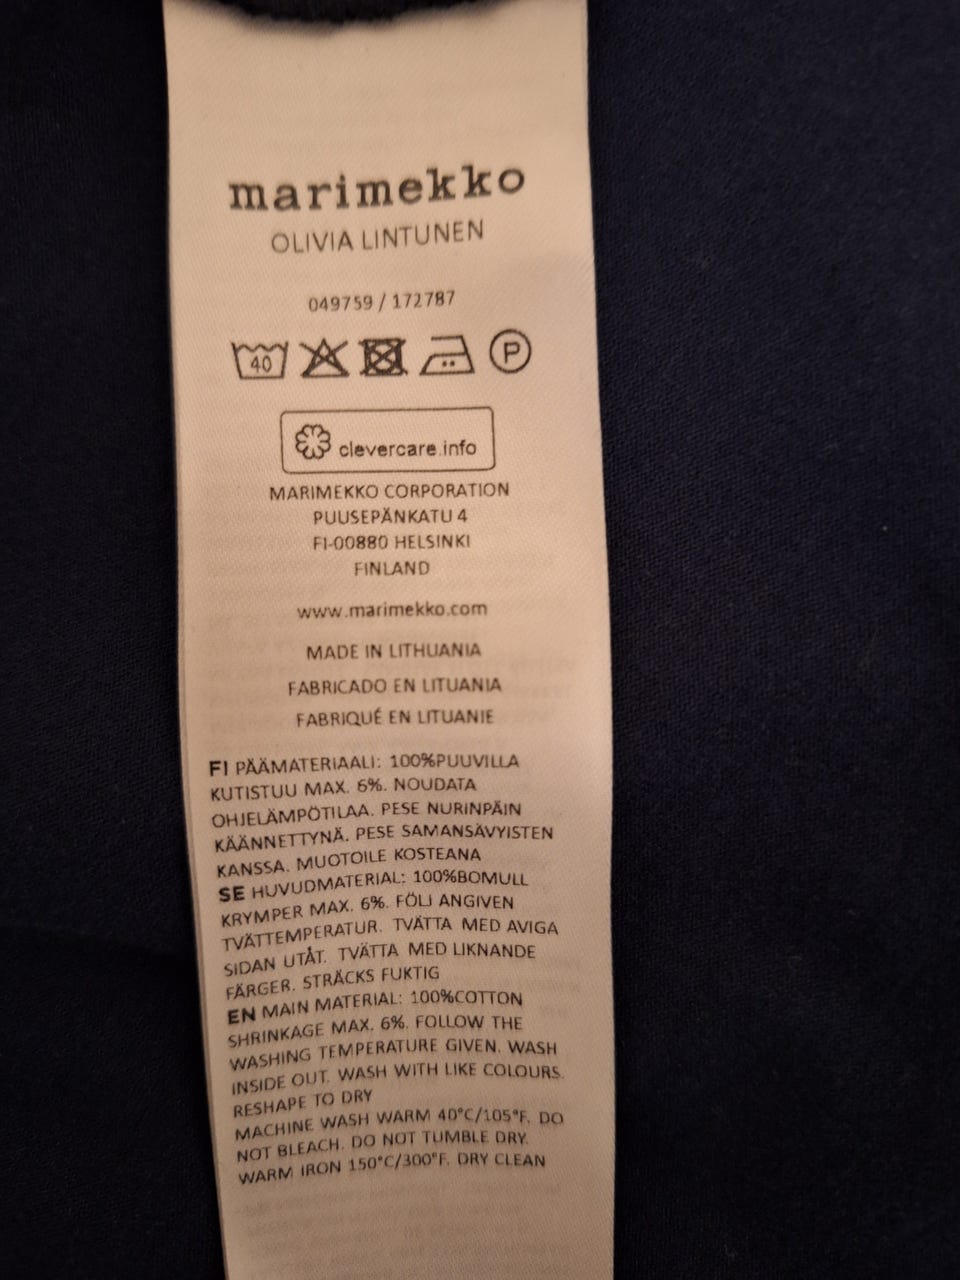 marimekko
OLIVIA LINTUNEN
049759 / 172787
40 P
clevercare.info
MARIMEKKO CORPORATION
PUUSEPÄNKATU 4
FI-00880 HELSINKI
FINLAND
www.marimekko.com
MADE IN LITHUANIA
FABRICADO EN LITUANIA
FABRIQUÉ EN LITUANIE
FI PÄÄMATERIAALI: 100%PUUVILLA
KUTISTUU MAX. 6%. NOUDATA
OHJELÄMPÖTILAA. PESE NURINPÄIN
KÄÄNNETTYNÄ. PESE SAMANSÄVYISTEN
KANSSA. MUOTOILE KOSTEANA
SE HUVUDMATERIAL: 100%BOMULL
KRYMPER MAX. 6%. FÖLJ ANGIVEN
TVÄTTEMPERATUR. TVÄTTA MED AVIGA
SIDAN UTÅT. TVÄTTA MED LIKNANDE
FÄRGER. STRÄCKS FUKTIG
EN MAIN MATERIAL: 100%COTTON
SHRINKAGE MAX. 6%. FOLLOW THE
WASHING TEMPERATURE GIVEN. WASH
INSIDE OUT. WASH WITH LIKE COLOURS.
RESHAPE TO DRY
MACHINE WASH WARM 40°C/105°F. DO
NOT BLEACH. DO NOT TUMBLE DRY.
WARM IRON 150°C/300°F. DRY CLEAN